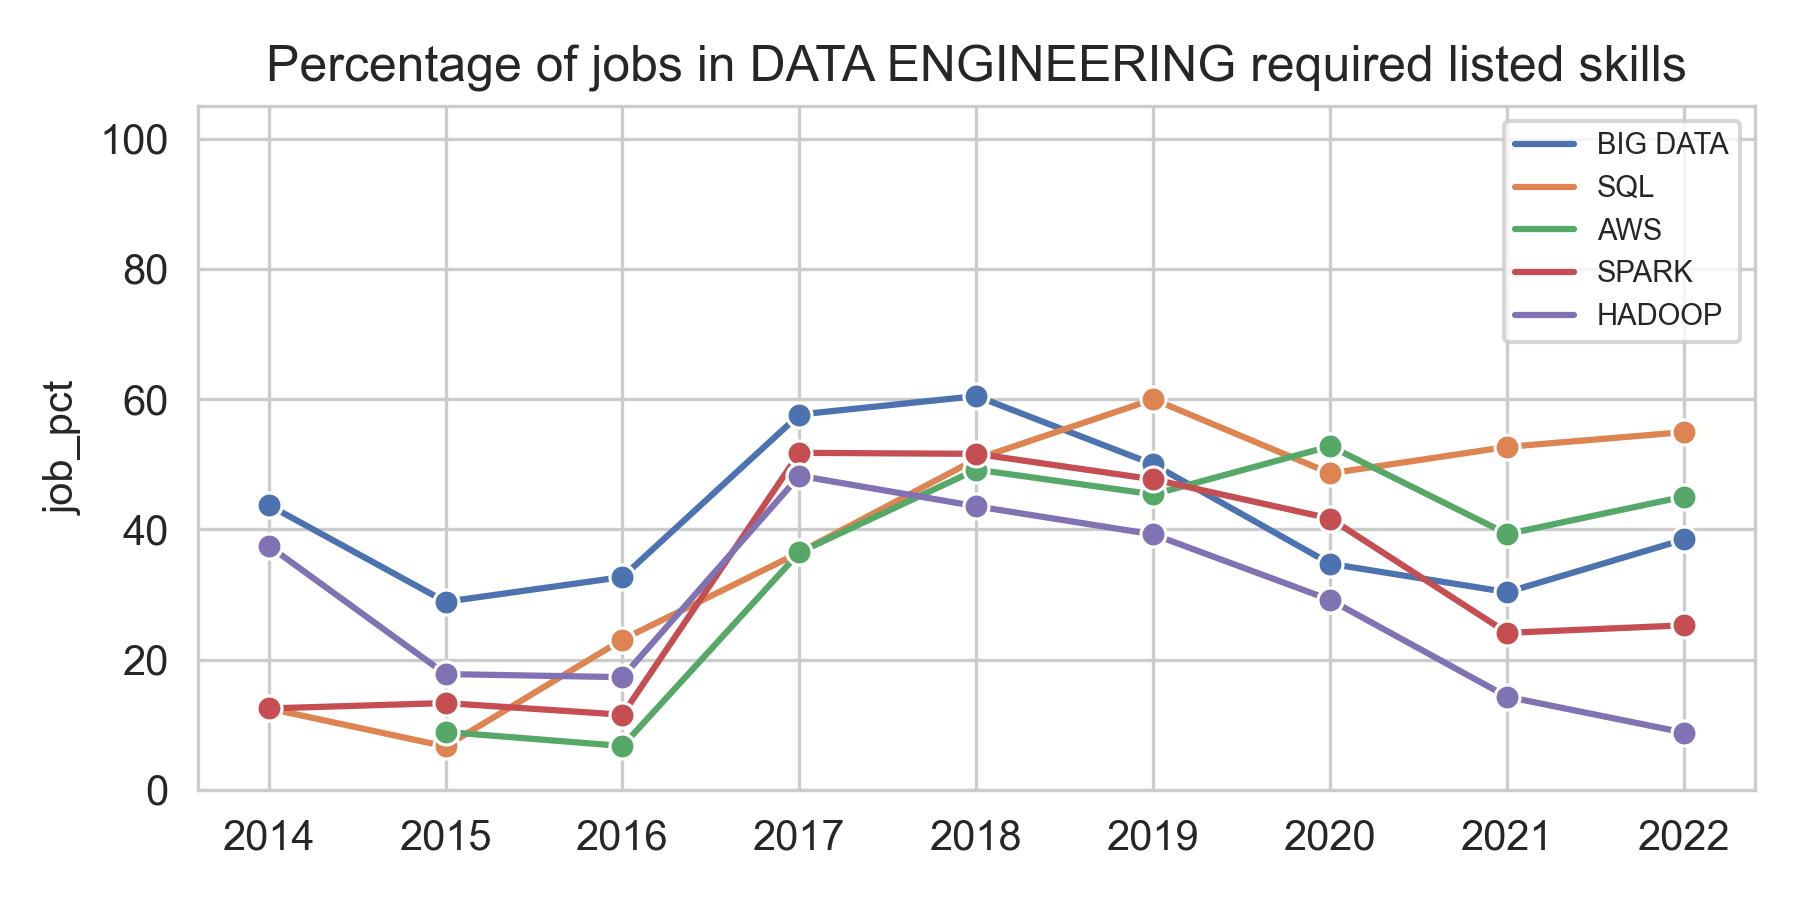 Percentage of jobs in DATA ENGINEERING required listed skills
job_pct
100
80
60
40
20
0
BIG DATA
SQL
AWS
SPARK
HADOOP
2014 2015 2016 2017 2018 2019 2020 2021 2022